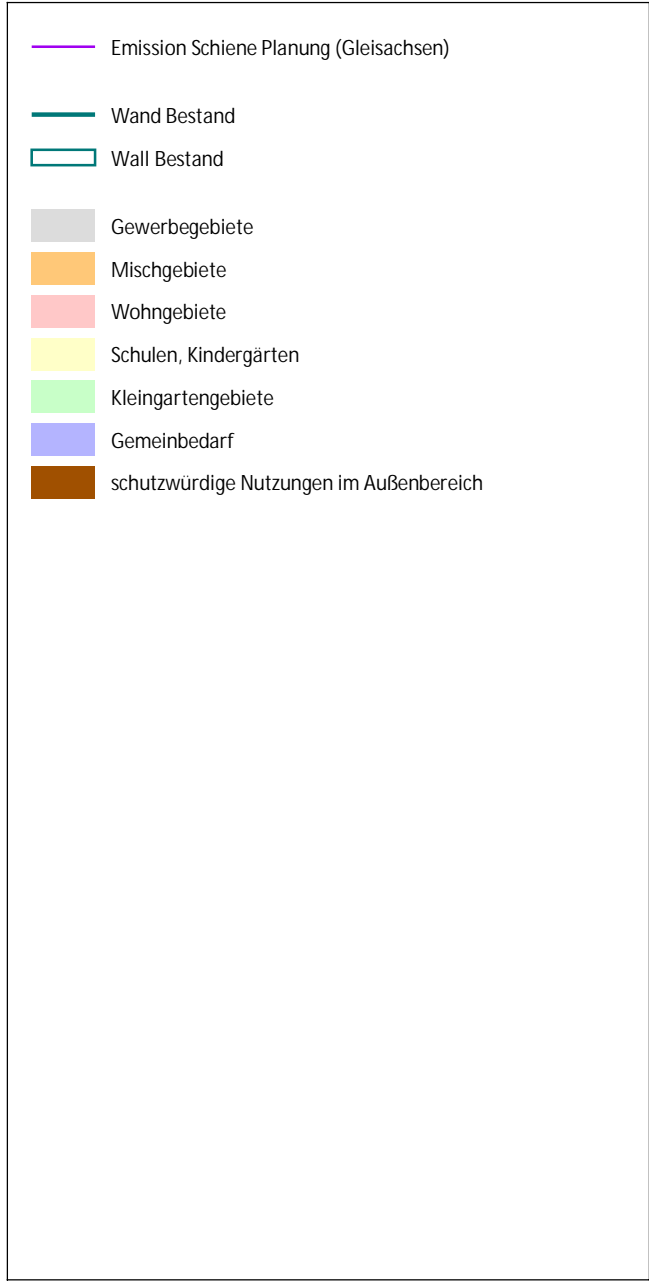 Emission Schiene Planung (Gleisachsen)
Wand Bestand
Wall Bestand
Gewerbegebiete
Mischgebiete
Wohngebiete
Schulen, Kindergärten
Kleingartengebiete
Gemeinbedarf
schutzwürdige Nutzungen im Außenbereich